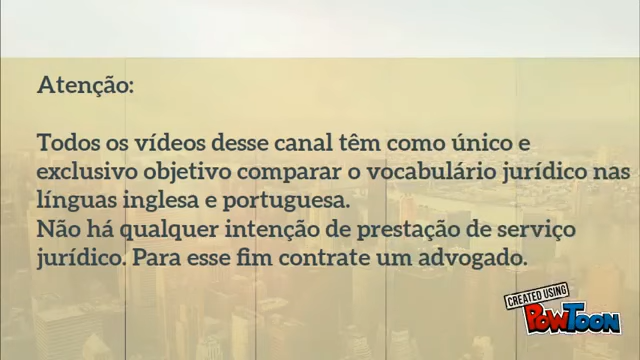 Atenção:
Todos os vídeos desse canal têm como único e
exclusivo objetivo comparar o vocabulário jurídico nas
línguas inglesa e portuguesa.
Não há qualquer intenção de prestação de serviço
jurídico. Para esse fim contrate um advogado.
CREATED USING
POWTOON